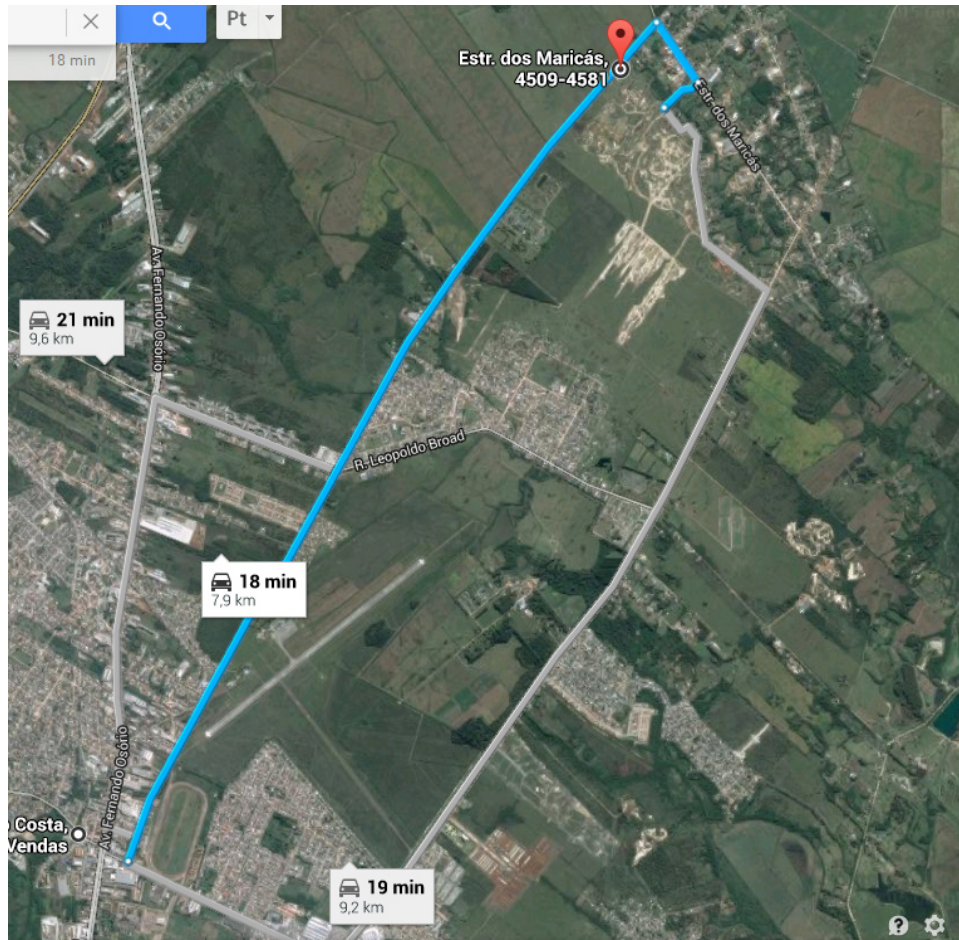 Pt
18 min
Estr. dos Maricás,
4509-4581
Estr. dos Maricás
Av. Fernando Osório
21 min
9,6 km
R. Leopoldo Broad
18 min
7,9 km
Av. Fernando Osório
Costa,
Vendas
19 min
9,2 km
?